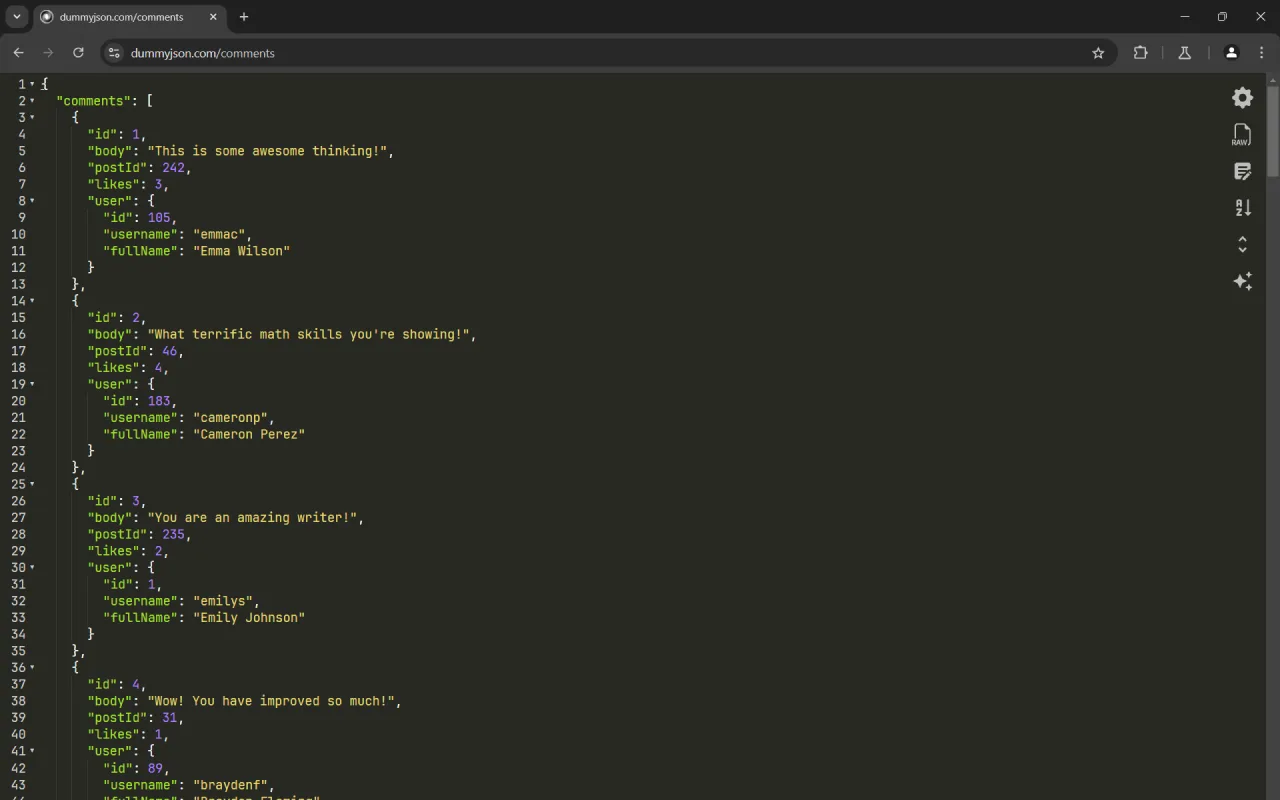 dummyjson.com/comments
dummyjson.com/comments
1 {
2 "comments": [
3 {
4 "id": 1,
5 "body": "This is some awesome thinking!",
6 "postId": 242,
7 "likes": 3,
8 "user": {
9 "id": 105,
10 "username": "emmac",
11 "fullName": "Emma Wilson"
12 }
13 },
14 {
15 "id": 2,
16 "body": "What terrific math skills you're showing!",
17 "postId": 46,
18 "likes": 4,
19 "user": {
20 "id": 183,
21 "username": "cameronp",
22 "fullName": "Cameron Perez"
23 }
24 },
25 {
26 "id": 3,
27 "body": "You are an amazing writer!",
28 "postId": 235,
29 "likes": 2,
30 "user": {
31 "id": 1,
32 "username": "emilys",
33 "fullName": "Emily Johnson"
34 }
35 },
36 {
37 "id": 4,
38 "body": "Wow! You have improved so much!",
39 "postId": 31,
40 "likes": 1,
41 "user": {
42 "id": 89,
43 "username": "braydenf",
44 "fullName": "Brayden Fleming"
RAW
A
Z